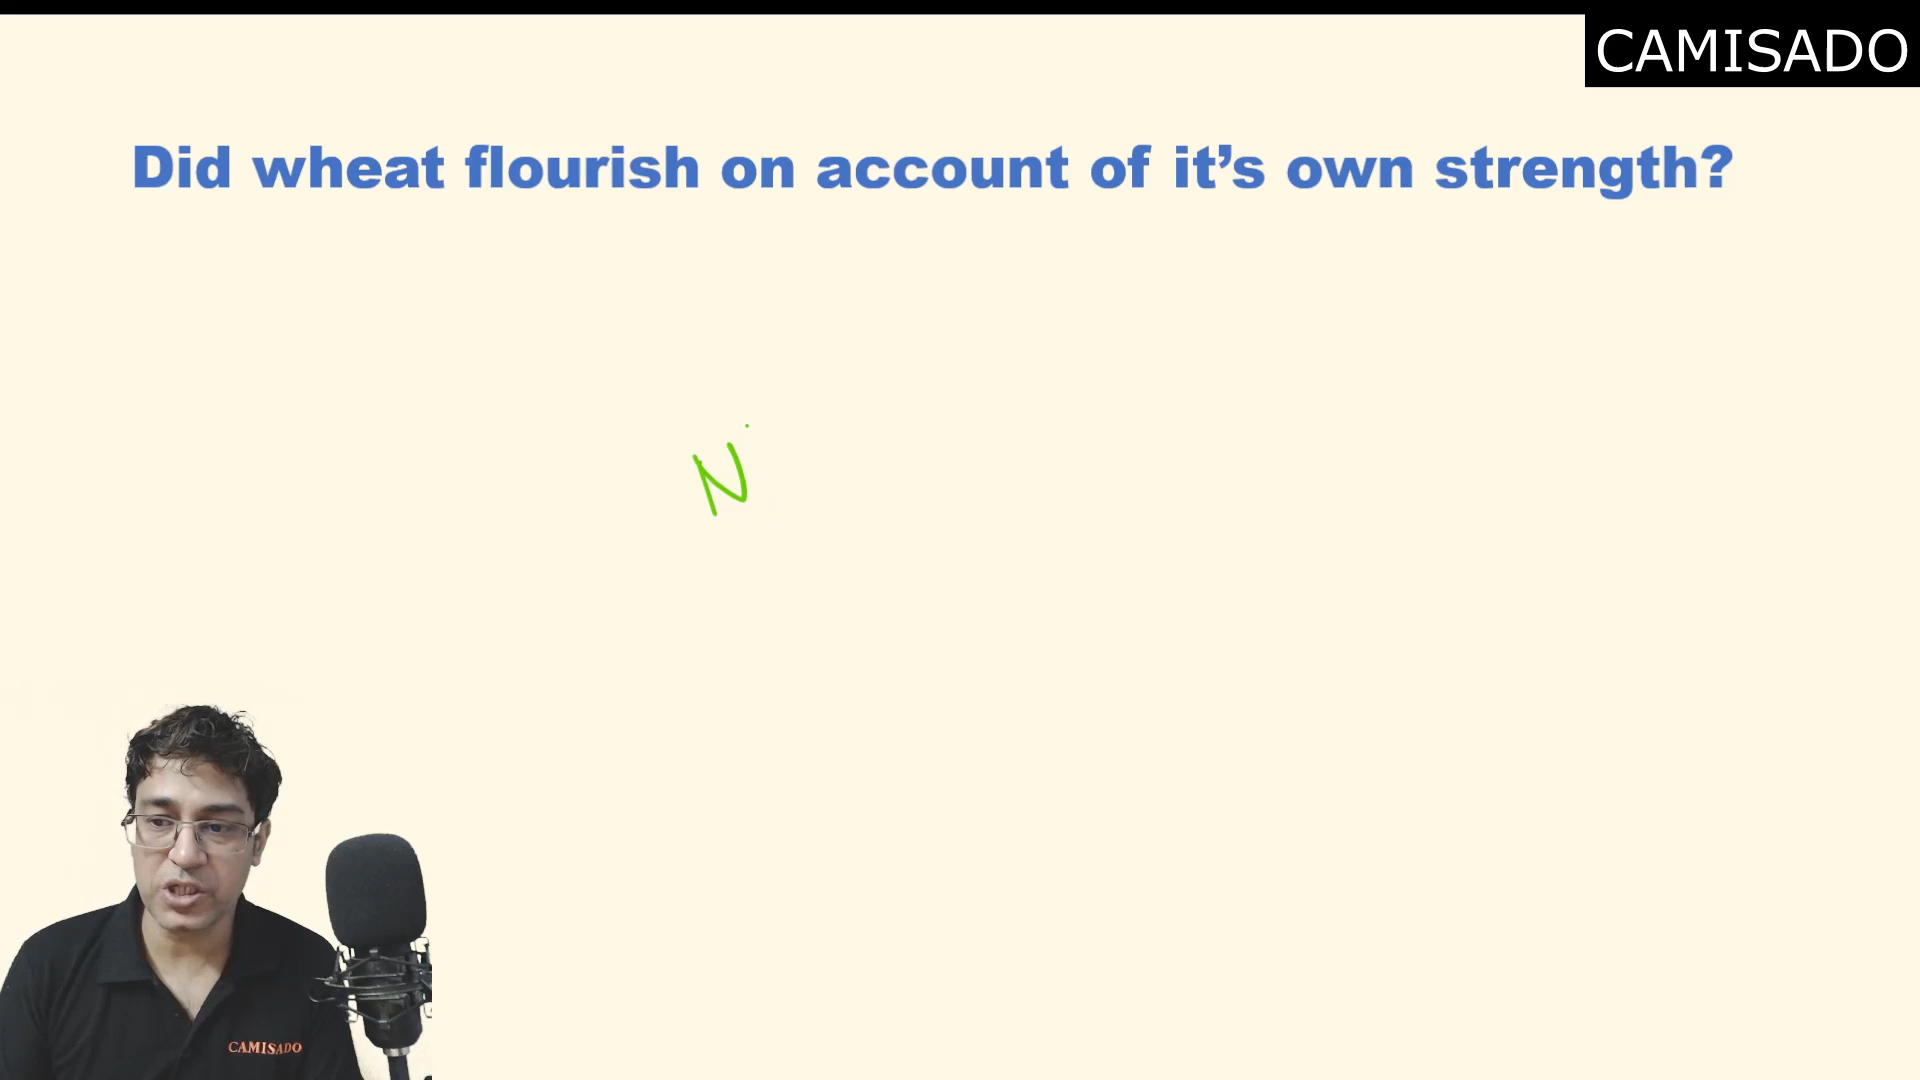 CAMISADO
Did wheat flourish on account of it’s own strength?
N
CAMISADO